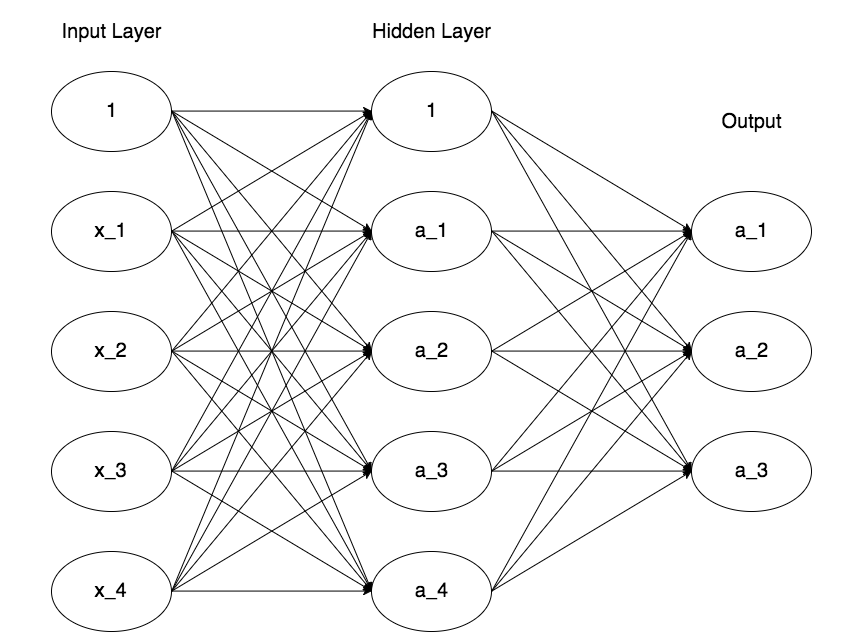 Input Layer
Hidden Layer
Output
1
1
x_1
a_1
a_1
x_2
a_2
a_2
x_3
a_3
a_3
x_4
a_4